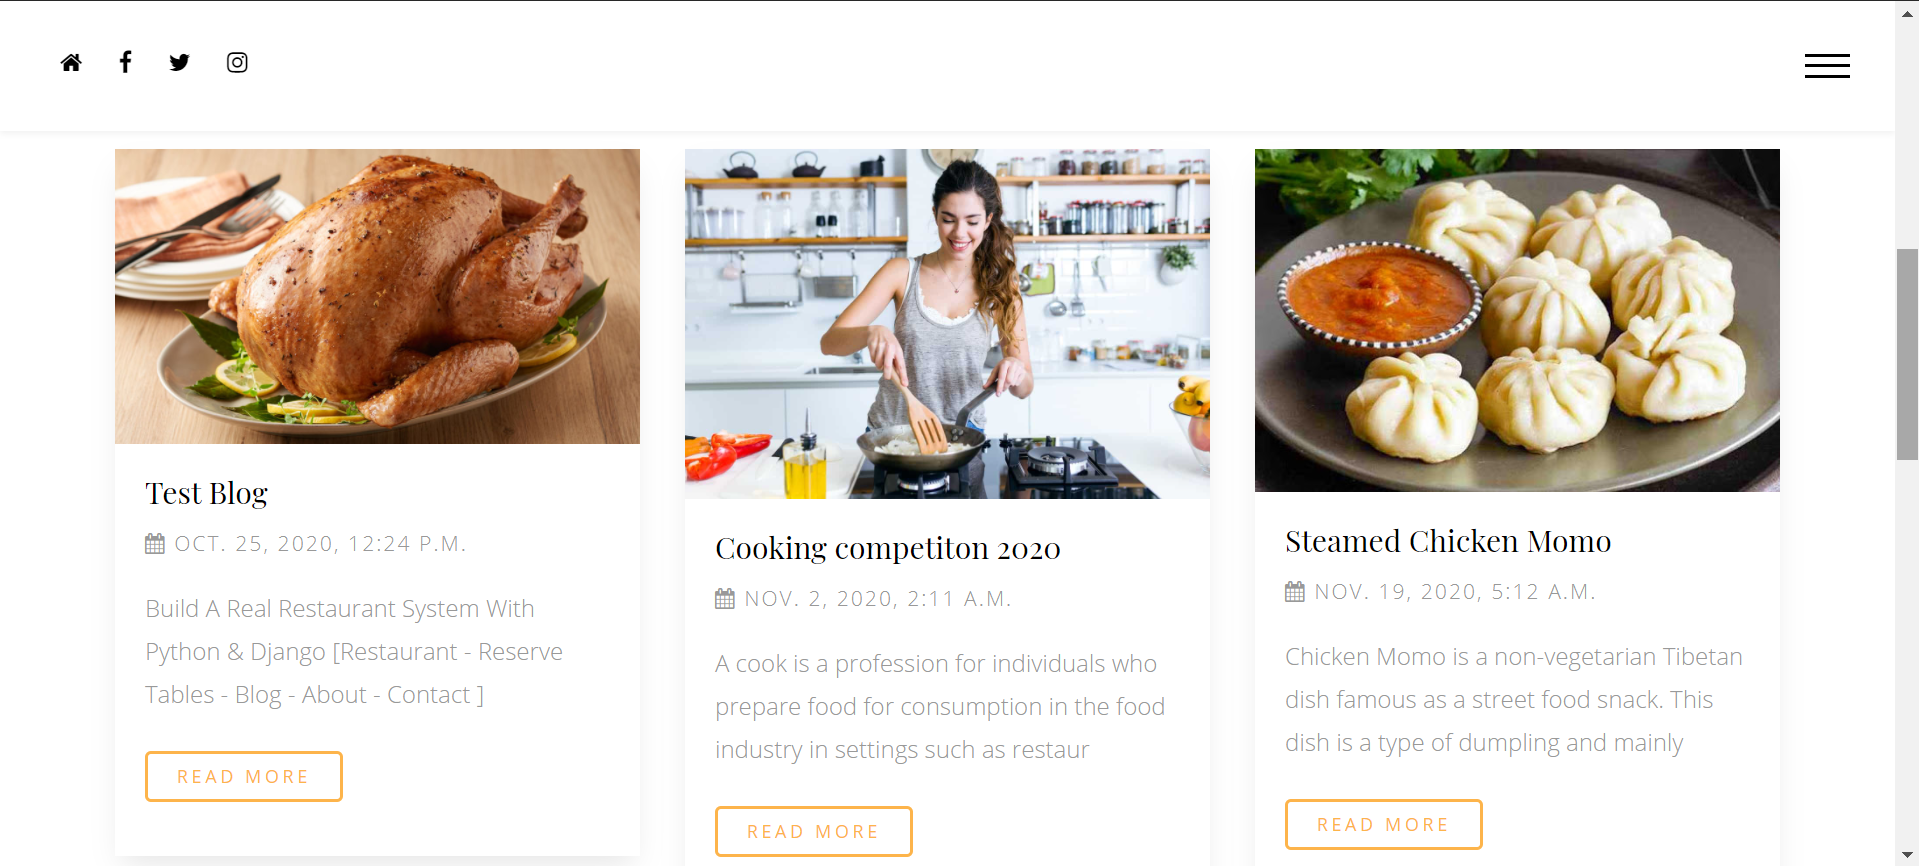 Test Blog
OCT. 25, 2020, 12:24 P.M.
Build A Real Restaurant System With
Python & Django [Restaurant - Reserve
Tables - Blog - About - Contact ]
READ MORE
Cooking competiton 2020
NOV. 2, 2020, 2:11 A.M.
A cook is a profession for individuals who
prepare food for consumption in the food
industry in settings such as restaur
READ MORE
Steamed Chicken Momo
NOV. 19, 2020, 5:12 A.M.
Chicken Momo is a non-vegetarian Tibetan
dish famous as a street food snack. This
dish is a type of dumpling and mainly
READ MORE